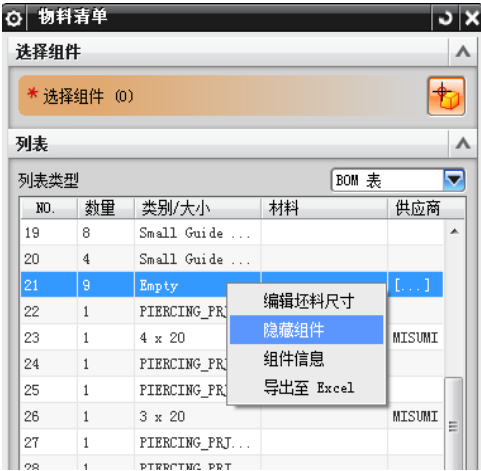 物料清单
选择组件
* 选择组件 (0)
列表
列表类型 BOM 表
NO. 数量 类别/大小 材料 供应商
19 8 Small Guide ...
20 4 Small Guide ...
21 9 Empty [...]
编辑坯料尺寸
隐藏组件
组件信息
导出至 Excel
22 1 PIERCING_PRJ
23 1 4 x 20 MISUMI
24 1 PIERCING_PRJ
25 1 PIERCING_PRJ
26 1 3 x 20 MISUMI
27 1 PIERCING_PRJ...
28 1 PIERCING_PRJ